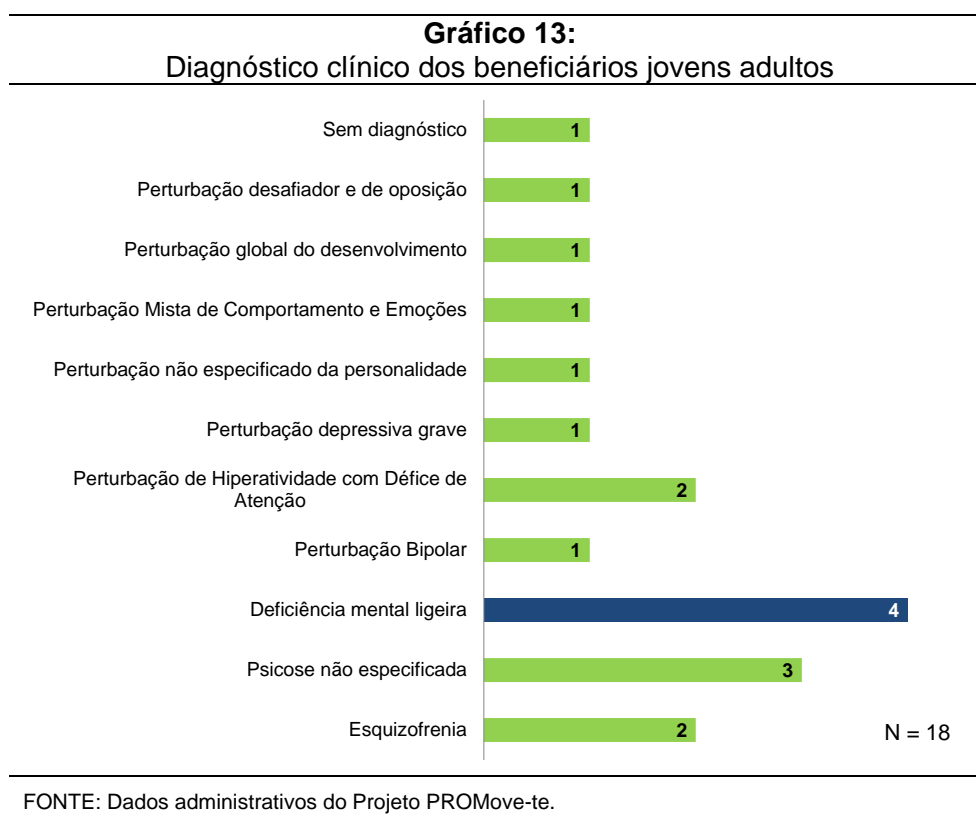 Gráfico 13:
Diagnóstico clínico dos beneficiários jovens adultos
Sem diagnóstico 1
Perturbação desafiador e de oposição 1
Perturbação global do desenvolvimento 1
Perturbação Mista de Comportamento e Emoções 1
Perturbação não especificado da personalidade 1
Perturbação depressiva grave 1
Perturbação de Hiperatividade com Défice de
Atenção 2
Perturbação Bipolar 1
Deficiência mental ligeira 4
Psicose não especificada 3
Esquizofrenia 2 N = 18
FONTE: Dados administrativos do Projeto PROMove-te.